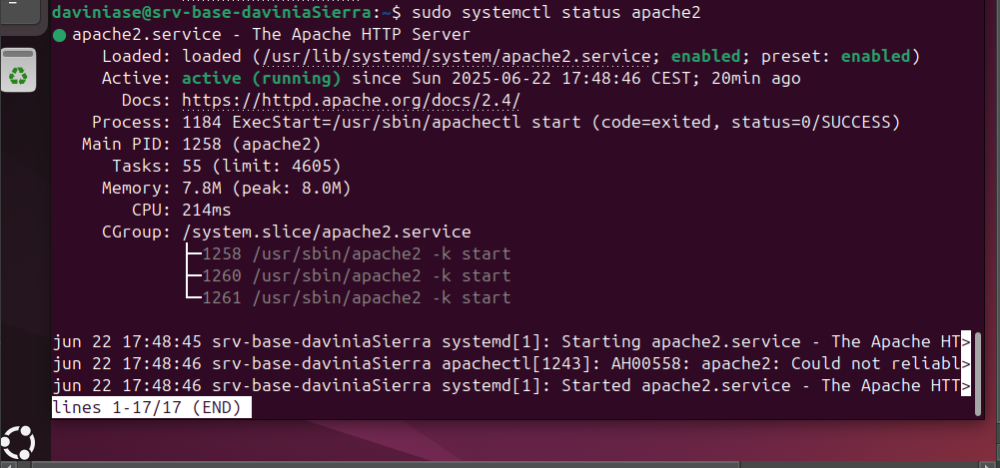 daviniase@srv-base-daviniaSierra:~$ sudo systemctl status apache2
● apache2.service - The Apache HTTP Server
Loaded: loaded (/usr/lib/systemd/system/apache2.service; enabled; preset: enabled)
Active: active (running) since Sun 2025-06-22 17:48:46 CEST; 20min ago
Docs: https://httpd.apache.org/docs/2.4/
Process: 1184 ExecStart=/usr/sbin/apachectl start (code=exited, status=0/SUCCESS)
Main PID: 1258 (apache2)
Tasks: 55 (limit: 4605)
Memory: 7.8M (peak: 8.0M)
CPU: 214ms
CGroup: /system.slice/apache2.service
├─1258 /usr/sbin/apache2 -k start
├─1260 /usr/sbin/apache2 -k start
└─1261 /usr/sbin/apache2 -k start
jun 22 17:48:45 srv-base-daviniaSierra systemd[1]: Starting apache2.service - The Apache HT>
jun 22 17:48:46 srv-base-daviniaSierra apachectl[1243]: AH00558: apache2: Could not reliabl>
jun 22 17:48:46 srv-base-daviniaSierra systemd[1]: Started apache2.service - The Apache HTT>
lines 1-17/17 (END)